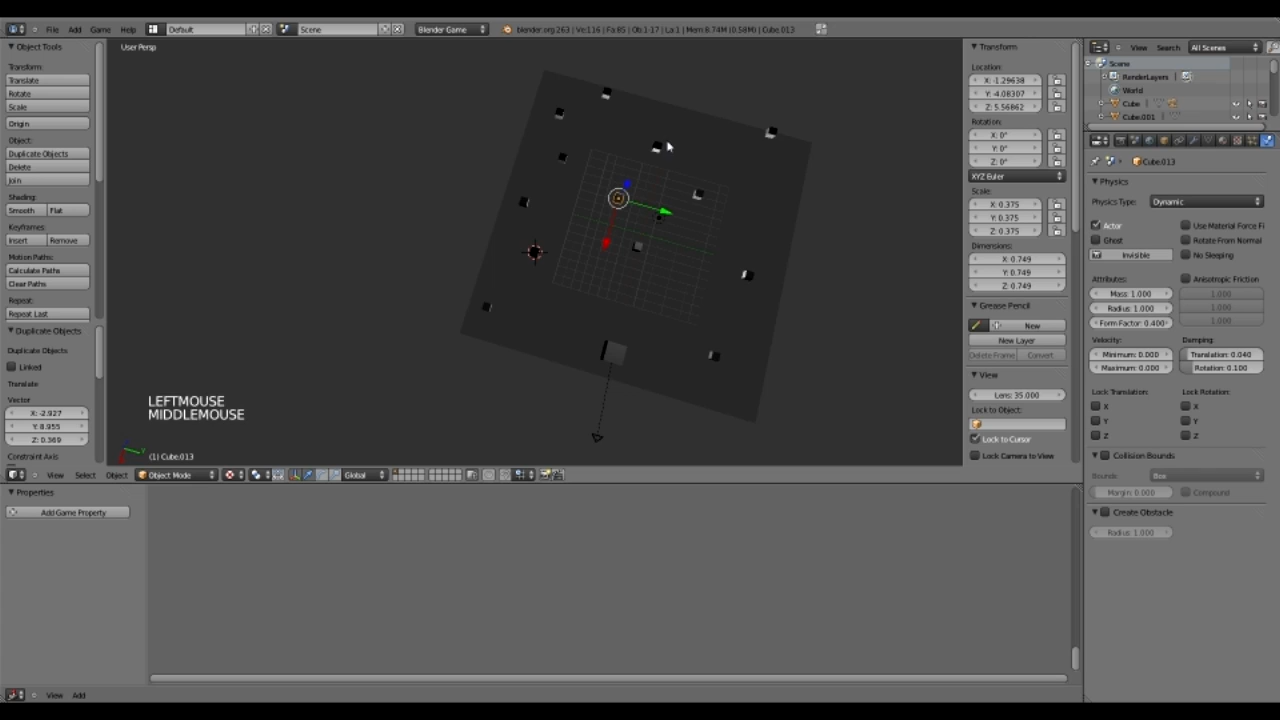 File Add Game Help Default Scene Blender Game blender.org 263 | Ve:116 | Fa:85 | Ob:1-17 | La:1 | Mem:8.74M (0.58M) | Cube.013
Object Tools
Transform:
Translate
Rotate
Scale
Origin
Object:
Duplicate Objects
Delete
Join
Shading:
Smooth Flat
Keyframes:
Insert Remove
Motion Paths:
Calculate Paths
Clear Paths
Repeat:
Repeat Last
Duplicate Objects
Duplicate Objects
Linked
Translate
Vector
X: -2.927
Y: 8.955
Z: 0.369
Constraint Axis
User Persp
LEFTMOUSE
MIDDLEMOUSE
(1) Cube.013
View Select Object Object Mode Global
Properties
Add Game Property
View Add
Transform
Location:
X: -1.29638
Y: -4.08307
Z: 5.56862
Rotation:
X: 0°
Y: 0°
Z: 0°
XYZ Euler
Scale:
X: 0.375
Y: 0.375
Z: 0.375
Dimensions:
X: 0.749
Y: 0.749
Z: 0.749
Grease Pencil
New
New Layer
Delete Frame Convert
View
Lens: 35.000
Lock to Object:
Lock to Cursor
Lock Camera to View
View Search All Scenes
Scene
RenderLayers
World
Cube
Cube.001
Cube.013
Physics
Physics Type: Dynamic
Actor Use Material Force Fi
Ghost Rotate From Normal
Invisible No Sleeping
Attributes: Anisotropic Friction
Mass: 1.000 1.000
Radius: 1.000 1.000
Form Factor: 0.400 1.000
Velocity: Damping:
Minimum: 0.000 Translation: 0.040
Maximum: 0.000 Rotation: 0.100
Lock Translation: Lock Rotation:
X X
Y Y
Z Z
Collision Bounds
Bounds: Box
Margin: 0.000 Compound
Create Obstacle
Radius: 1.000